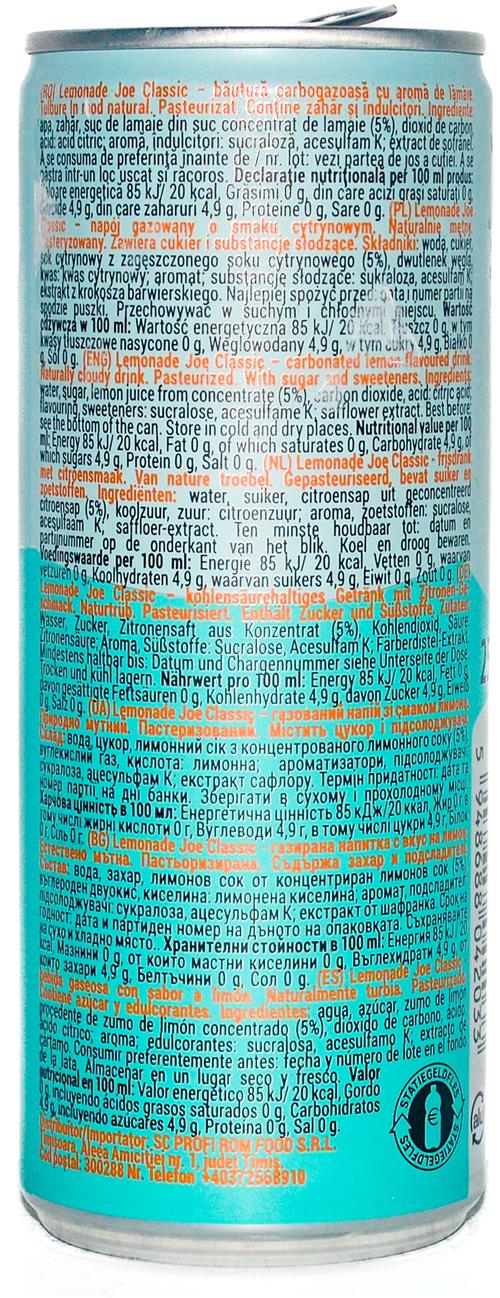 (RO) Lemonade Joe Classic – băutură carbogazoasă cu aromă de lămâie.
Tulbure în mod natural. Pasteurizat. Conține zahăr și îndulcitori. Ingrediente:
apă, zahăr, suc de lamaie din suc concentrat de lamaie (5%), dioxid de carbon,
acid: acid citric; aromă, îndulcitori: sucraloză, acesulfam K; extract de șofrănel.
A se consuma de preferință înainte de / nr. lot: vezi partea de jos a cutiei. A se
păstra într-un loc uscat și răcoros. Declarație nutrițională per 100 ml produs:
Valoare energetică 85 kJ/ 20 kcal, Grăsimi 0 g, din care acizi grași saturați 0 g,
4,9 g, din care zaharuri 4,9 g, Proteine 0 g, Sare 0 g. (PL) Lemonade Joe
Classic - napój gazowany o smaku cytrynowym. Naturalnie mętny.
Pasteryzowany. Zawiera cukier i substancje słodzące. Składniki: woda, cukier,
sok cytrynowy z zagęszczonego soku cytrynowego (5%), dwutlenek węgla,
kwas: kwas cytrynowy; aromat; substancje słodzące: sukraloza, acesulfam K;
ekstrakt z krokosza barwierskiego. Najlepiej spożyć przed: data i numer partii na
spodzie puszki. Przechowywać w suchym i chłodnym miejscu. Wartość
odżywcza w 100 ml: Wartość energetyczna 85 kJ/ 20 kcal, Tłuszcz 0 g, w tym
kwasy tłuszczowe nasycone 0 g, Węglowodany 4,9 g, w tym cukry 4,9 g, Białko 0
g, Sól 0 g. (ENG) Lemonade Joe Classic – carbonated lemon flavoured drink.
Naturally cloudy drink. Pasteurized. With sugar and sweeteners. Ingredients:
water, sugar, lemon juice from concentrate (5%), carbon dioxide, acid: citric acid;
flavouring, sweeteners: sucralose, acesulfame K; safflower extract. Best before:
see the bottom of the can. Store in cold and dry places. Nutritional value per 100
ml: Energy 85 kJ/ 20 kcal, Fat 0 g, of which saturates 0 g, Carbohydrate 4,9 g, of
which sugars 4,9 g, Protein 0 g, Salt 0 g. (NL) Lemonade Joe Classic - frisdrank
met citroensmaak. Van nature troebel. Gepasteuriseerd, bevat suiker en
zoetstoffen. Ingrediënten: water, suiker, citroensap uit geconcentreerd
citroensap (5%), koolzuur, zuur: citroenzuur; aroma, zoetstoffen: sucralose,
acesulfaam K; saffloer-extract. Ten minste houdbaar tot: datum en
partijnummer op de onderkant van het blik. Koel en droog bewaren.
Voedingswaarde per 100 ml: Energie 85 kJ/ 20 kcal, Vetten 0 g, waarvan
vetzuren 0 g, Koolhydraten 4,9 g, waarvan suikers 4,9 g, Eiwit 0 g, Zout 0 g. (DE)
Lemonade Joe Classic – kohlensäurehaltiges Getränk mit Zitronen-Ge-
schmack. Naturtrüb. Pasteurisiert. Enthält Zucker und Süßstoffe. Zutaten:
Wasser, Zucker, Zitronensaft aus Konzentrat (5%), Kohlendioxid, Säure:
Zitronensäure; Aroma, Süßstoffe: Sucralose, Acesulfam K; Färberdistel-Extrakt.
Mindestens haltbar bis: Datum und Chargennummer siehe Unterseite der Dose.
Trocken und kühl lagern. Nährwert pro 100 ml: Energy 85 kJ/ 20 kcal, Fett 0 g,
davon gesättigte Fettsäuren 0 g, Kohlenhydrate 4,9 g, davon Zucker 4,9 g, Eiweiß
0 g, Salz 0 g. (UA) Lemonade Joe Classic – газований напій зі смаком лимона.
Природно мутний. Пастеризований. Містить цукор і підсолоджувачі.
Склад: вода, цукор, лимонний сік з концентрованого лимонного соку (5%),
вуглекислий газ, кислота: лимонна; ароматизатори, підсолоджувачі:
сукралоза, ацесульфам К; екстракт сафлору. Термін придатності: дата та
номер партії на дні банки. Зберігати в сухому і прохолодному місці.
Харчова цінність в 100 мл: Енергетична цінність 85 кДж/20 ккал, Жир 0 г, в
тому числі жирні кислоти 0 г, Вуглеводи 4,9 г, в тому числі цукри 4,9 г, Білок
0 г, Сіль 0 г. (BG) Lemonade Joe Classic - газирана напитка с вкус на лимон.
Естествено мътна. Пастьоризирана. Съдържа захар и подсладители.
Състав: вода, захар, лимонов сок от концентриран лимонов сок (5%),
въглероден двуокис, киселина: лимонена киселина; аромат, подсладители:
підсолоджувачі: сукралоза, ацесульфам К; екстракт от шафранка. Срок на
годност: дата и партиден номер на дъното на опаковката. Съхранявайте
на сухо и хладно място. Хранителни стойности в 100 ml: Енергия 85 kJ/ 20
kcal, Мазнини 0 g, от които мастни киселини 0 g, Въглехидрати 4,9 g, от
които захари 4,9 g, Белтъчини 0 g, Сол 0 g. (ES) Lemonade Joe Classic,
bebida gaseosa con sabor a limón. Naturalmente turbia. Pasteurizado.
Contiene azúcar y edulcorantes. Ingredientes: agua, azúcar, zumo de limón
procedente de zumo de limón concentrado (5%), dióxido de carbono, ácido:
ácido cítrico; aroma; edulcorantes: sucralosa, acesulfamo K; extracto de
cártamo. Consumir preferentemente antes: fecha y número de lote en el fondo
de la lata. Almacenar en un lugar seco y fresco. Valor
nutricional en 100 ml: Valor energético 85 kJ/ 20 kcal, Gordo
0 g, incluyendo ácidos grasos saturados 0 g, Carbohidratos
4,9 g, incluyendo azúcares 4,9 g, Proteína 0 g, Sal 0 g.
Distribuitor/Importator: SC PROFI ROM FOOD S.R.L.
Timișoara, Aleea Amiciției nr. 1, județ Timiș.
Cod poștal: 300288 Nr. Telefon +40372568910
STATIEGELDFLES
STATIEGELDFLES
€